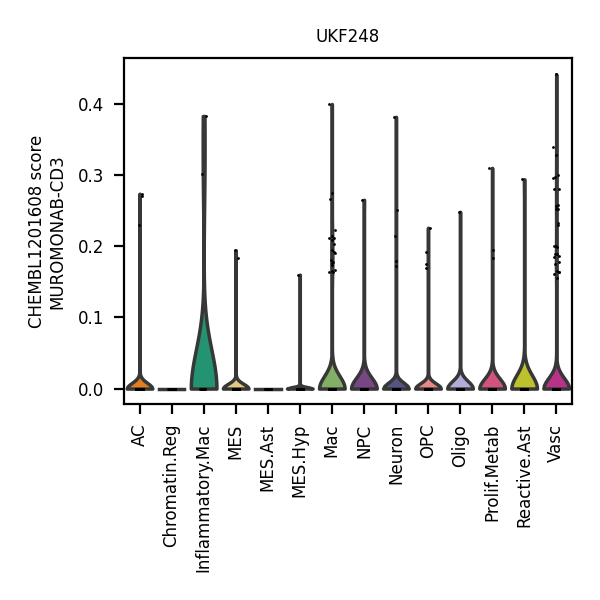 UKF248
CHEMBL1201608 score
MUROMONAB-CD3
0.4
0.3
0.2
0.1
0.0
AC
Chromatin.Reg
Inflammatory.Mac
MES
MES.Ast
MES.Hyp
Mac
NPC
Neuron
OPC
Oligo
Prolif.Metab
Reactive.Ast
Vasc